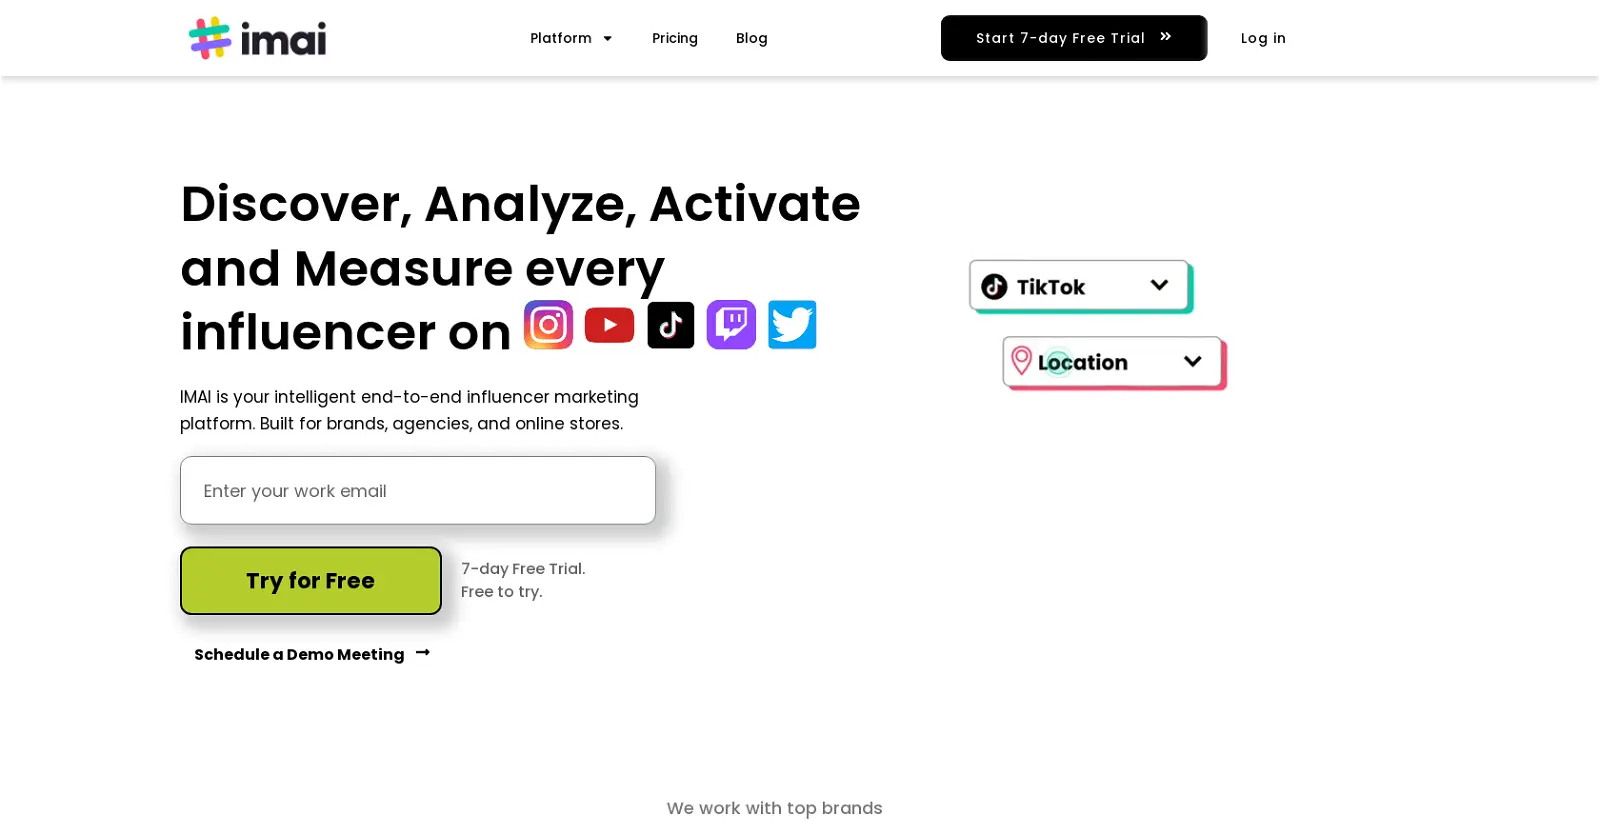 imai
Platform
Pricing
Blog
Start 7-day Free Trial »
Log in
Discover, Analyze, Activate
and Measure every
influencer on
TikTok
Location
IMAI is your intelligent end-to-end influencer marketing
platform. Built for brands, agencies, and online stores.
Enter your work email
Try for Free
7-day Free Trial.
Free to try.
Schedule a Demo Meeting
We work with top brands